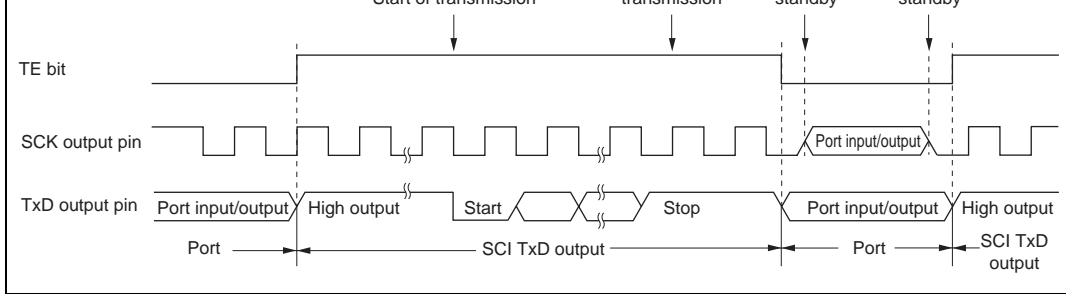 Start of transmission
transmission
standby
standby
TE bit
SCK output pin
Port input/output
TxD output pin
Port input/output
High output
Start
Stop
Port input/output
High output
Port
SCI TxD output
Port
SCI TxD
output